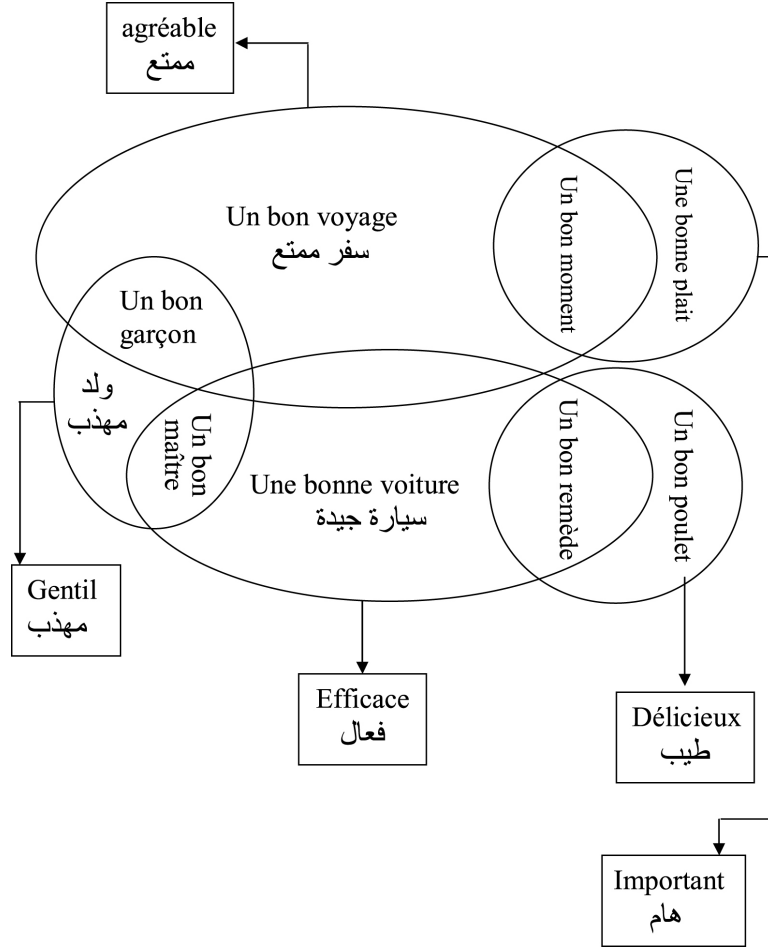 agréable
ممتع
Un bon voyage
سفر ممتع
Un bon moment
Une bonne plait
Un bon
garçon
ولد
مهذب
Un bon
maître
Une bonne voiture
سيارة جيدة
Un bon remède
Un bon poulet
Gentil
مهذب
Efficace
فعال
Délicieux
طيب
Important
هام